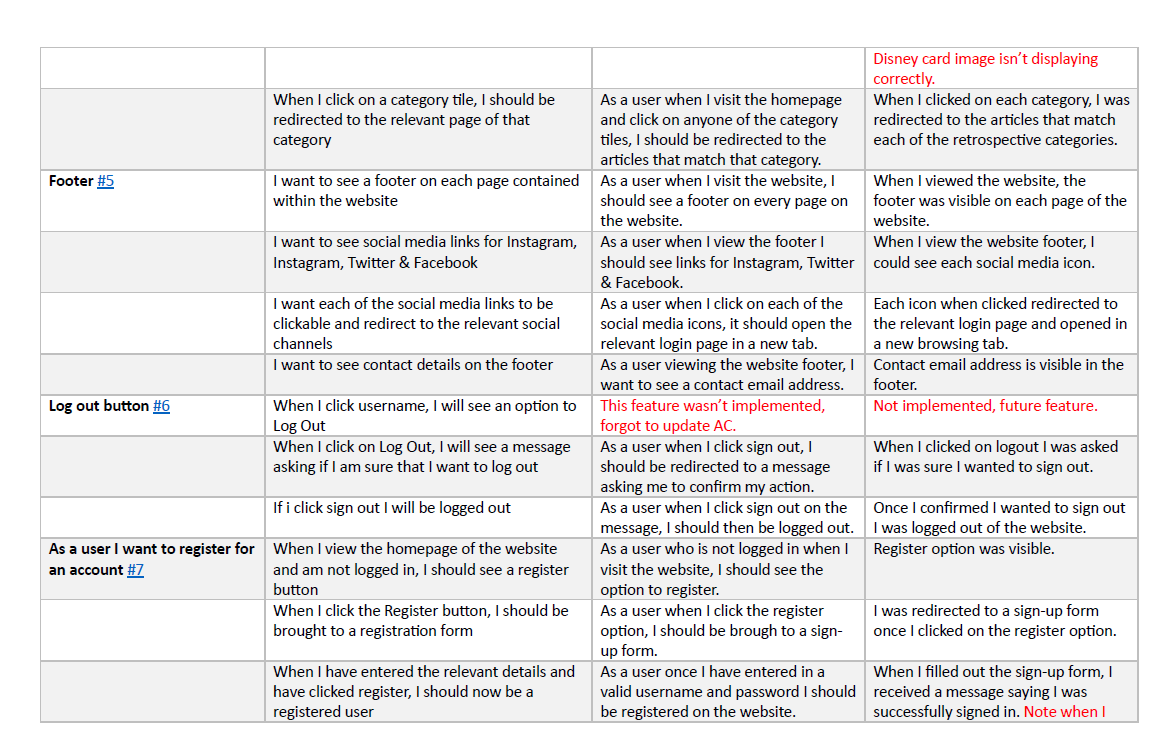 Disney card image isn't displaying
correctly.
When I click on a category tile, I should be
redirected to the relevant page of that
category
As a user when I visit the homepage
and click on anyone of the category
tiles, I should be redirected to the
articles that match that category.
When I clicked on each category, I was
redirected to the articles that match
each of the retrospective categories.
Footer #5
I want to see a footer on each page contained
within the website
As a user when I visit the website, I
should see a footer on every page on
the website.
When I viewed the website, the
footer was visible on each page of the
website.
I want to see social media links for Instagram,
Instagram, Twitter & Facebook
As a user when I view the footer I
should see links for Instagram, Twitter
& Facebook.
When I view the website footer, I
could see each social media icon.
I want each of the social media links to be
clickable and redirect to the relevant social
channels
As a user when I click on each of the
social media icons, it should open the
relevant login page in a new tab.
Each icon when clicked redirected to
the relevant login page and opened in
a new browsing tab.
I want to see contact details on the footer
As a user viewing the website footer, I
want to see a contact email address.
Contact email address is visible in the
footer.
Log out button #6
When I click username, I will see an option to
Log Out
This feature wasn't implemented,
forgot to update AC.
Not implemented, future feature.
When I click on Log Out, I will see a message
asking if I am sure that I want to log out
As a user when I click sign out, I
should be redirected to a message
asking me to confirm my action.
When I clicked on logout I was asked
if I was sure I wanted to sign out.
If i click sign out I will be logged out
As a user when I click sign out on the
message, I should then be logged out.
Once I confirmed I wanted to sign out
I was logged out of the website.
As a user I want to register for
an account #7
When I view the homepage of the website
and am not logged in, I should see a register
button
As a user who is not logged in when I
visit the website, I should see the
option to register.
Register option was visible.
When I click the Register button, I should be
brought to a registration form
As a user when I click the register
option, I should be brough to a sign-
up form.
I was redirected to a sign-up form
once I clicked on the register option.
When I have entered the relevant details and
have clicked register, I should now be a
registered user
As a user once I have entered in a
valid username and password I should
be registered on the website.
When I filled out the sign-up form, I
received a message saying I was
successfully signed in. Note when I